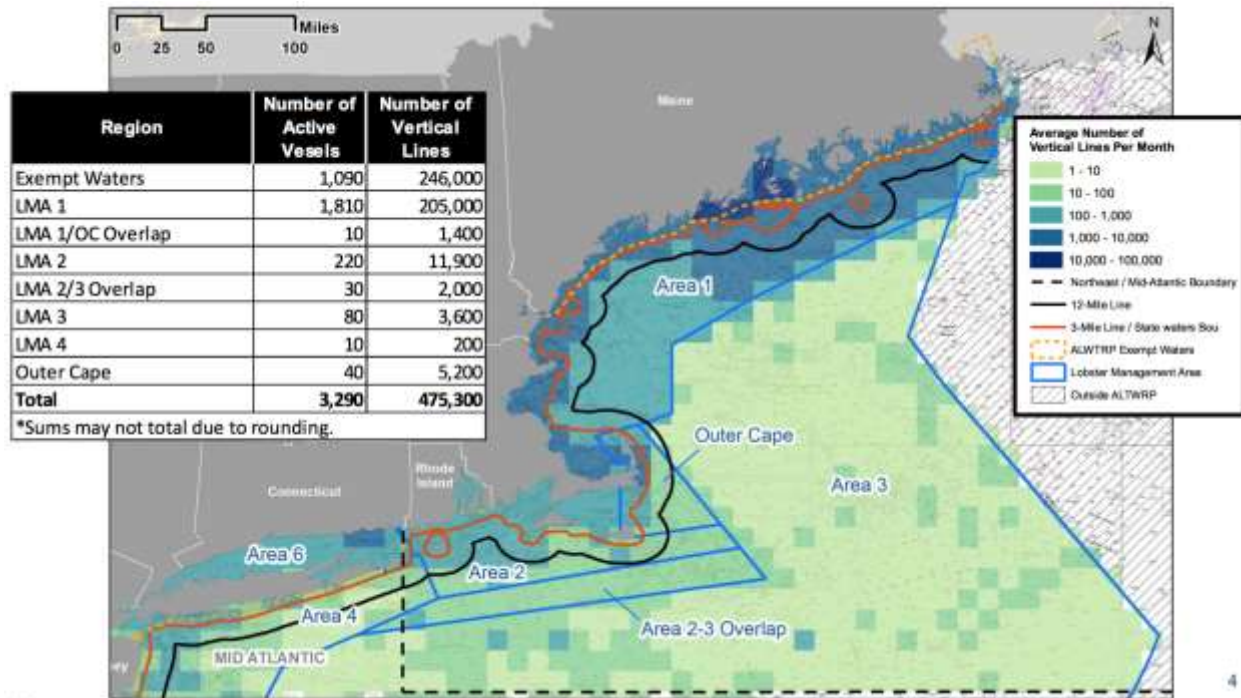 Miles
0 25 50 100
N
Region Number of Active Vesels Number of Vertical Lines
Exempt Waters 1,090 246,000
LMA 1 1,810 205,000
LMA 1/OC Overlap 10 1,400
LMA 2 220 11,900
LMA 2/3 Overlap 30 2,000
LMA 3 80 3,600
LMA 4 10 200
Outer Cape 40 5,200
Total 3,290 475,300
*Sums may not total due to rounding.
Maine
Average Number of
Vertical Lines Per Month
1 - 10
10 - 100
100 - 1,000
1,000 - 10,000
10,000 - 100,000
Northeast / Mid-Atlantic Boundary
12-Mile Line
3-Mile Line / State waters Bou
ALWTRP Exempt Waters
Lobster Management Area
Outside ALTWRP
Area 1
Outer Cape
Area 3
Rhode
Island
Connecticut
Area 6
Area 2
Area 4
Area 2-3 Overlap
MID ATLANTIC
4